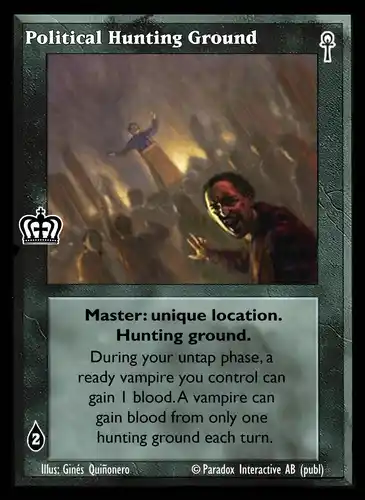 Political Hunting Ground
Master: unique location.
Hunting ground.
During your untap phase, a
ready vampire you control can
gain 1 blood. A vampire can
gain blood from only one
hunting ground each turn.
2
Illus: Ginés Quiñonero © Paradox Interactive AB (publ)